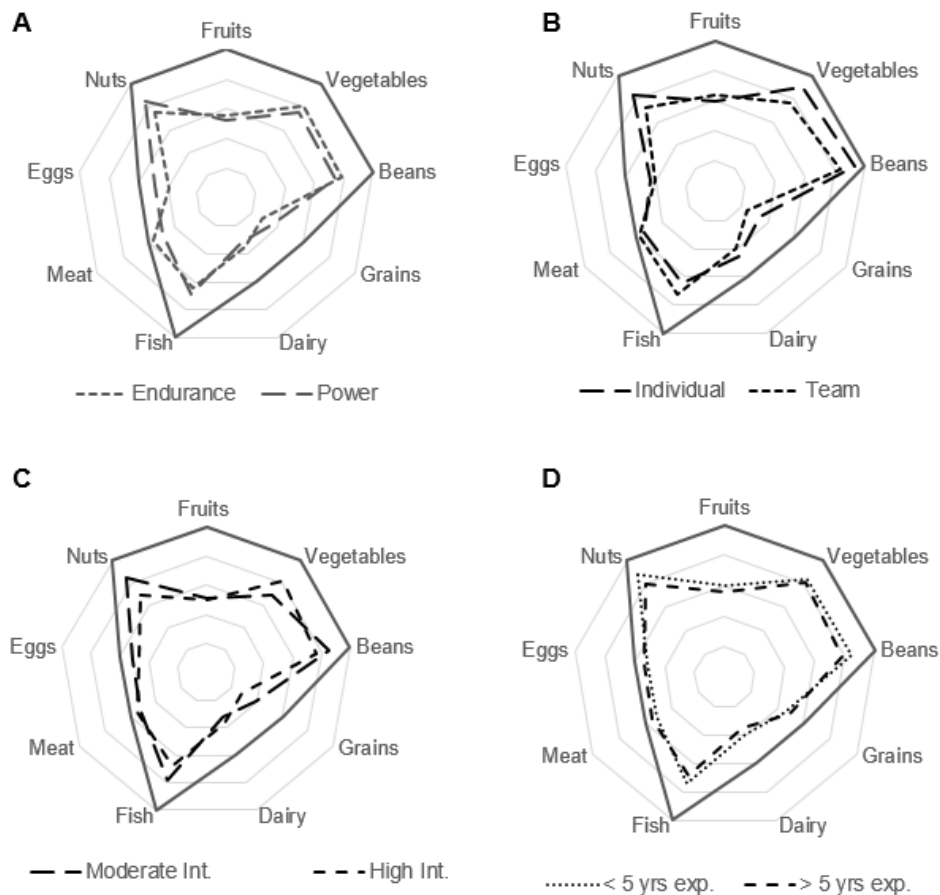 A
Fruits
Nuts
Vegetables
Eggs
Beans
Meat
Grains
Fish
Dairy
Endurance
Power
B
Fruits
Nuts
Vegetables
Eggs
Beans
Meat
Grains
Fish
Dairy
Individual
Team
C
Fruits
Nuts
Vegetables
Eggs
Beans
Meat
Grains
Fish
Dairy
Moderate Int.
High Int.
D
Fruits
Nuts
Vegetables
Eggs
Beans
Meat
Grains
Fish
Dairy
< 5 yrs exp.
> 5 yrs exp.